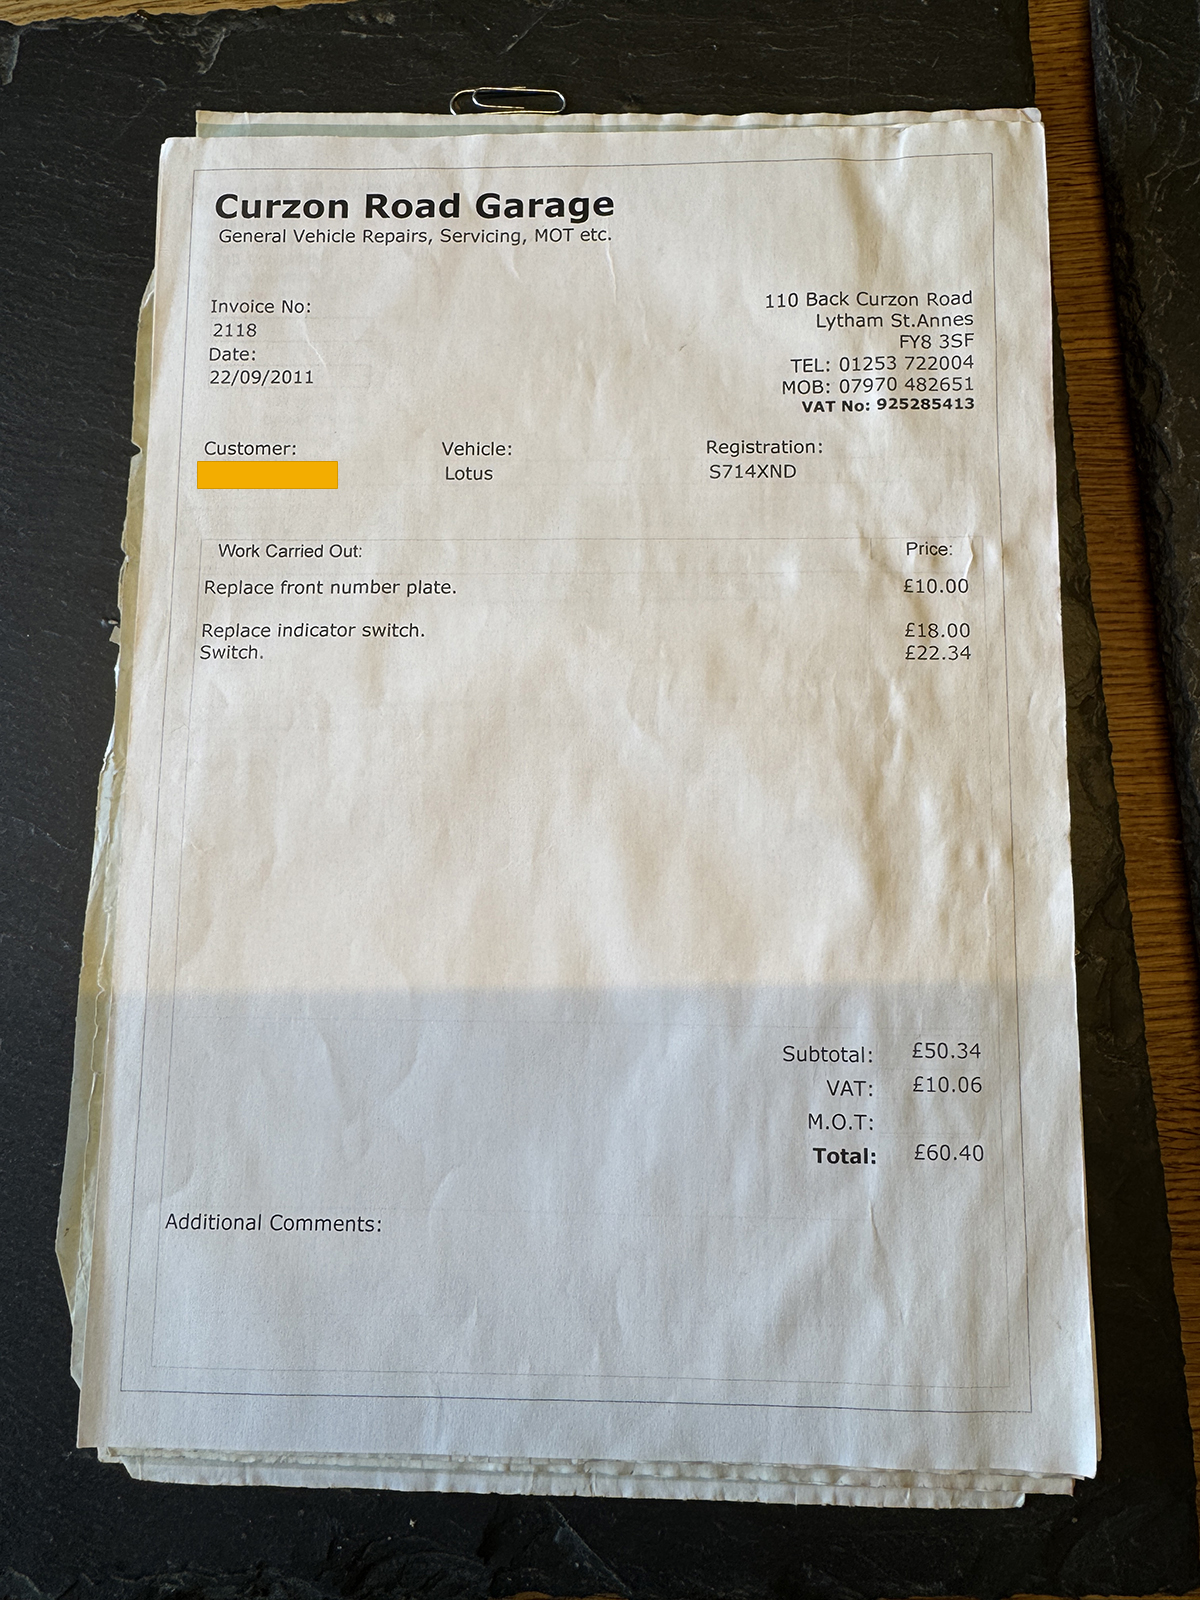 Curzon Road Garage
General Vehicle Repairs, Servicing, MOT etc.
Invoice No:
2118
Date:
22/09/2011
110 Back Curzon Road
Lytham St.Annes
FY8 3SF
TEL: 01253 722004
MOB: 07970 482651
VAT No: 925285413
Customer:
Vehicle:
Lotus
Registration:
S714XND
Work Carried Out: Price:
Replace front number plate. £10.00
Replace indicator switch. £18.00
Switch. £22.34
Subtotal: £50.34
VAT: £10.06
M.O.T:
Total: £60.40
Additional Comments: